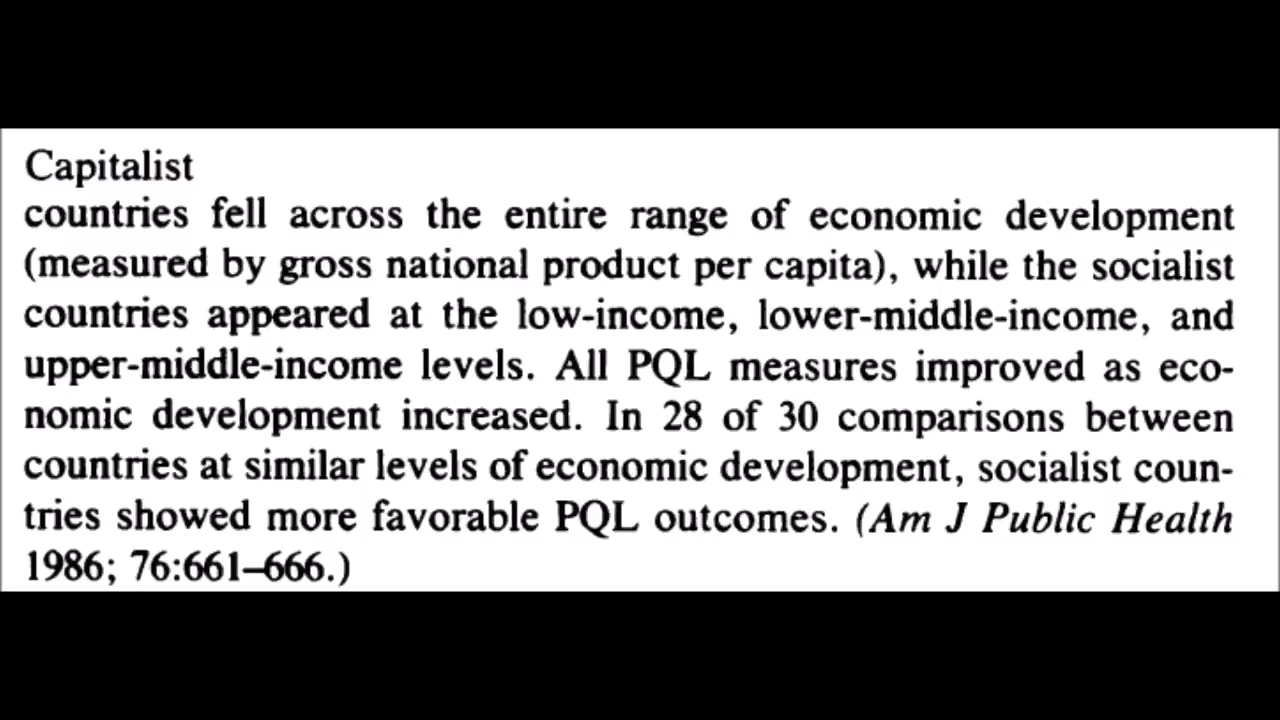 Capitalist
countries fell across the entire range of economic development
(measured by gross national product per capita), while the socialist
countries appeared at the low-income, lower-middle-income, and
upper-middle-income levels. All PQL measures improved as eco-
nomic development increased. In 28 of 30 comparisons between
countries at similar levels of economic development, socialist coun-
tries showed more favorable PQL outcomes. (Am J Public Health
1986; 76:661–666.)